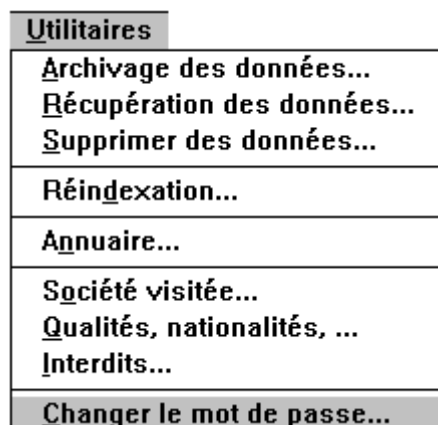 Utilitaires
Archivage des données...
Récupération des données...
Supprimer des données...
Réindexation...
Annuaire...
Société visitée...
Qualités, nationalités, ...
Interdits...
Changer le mot de passe...